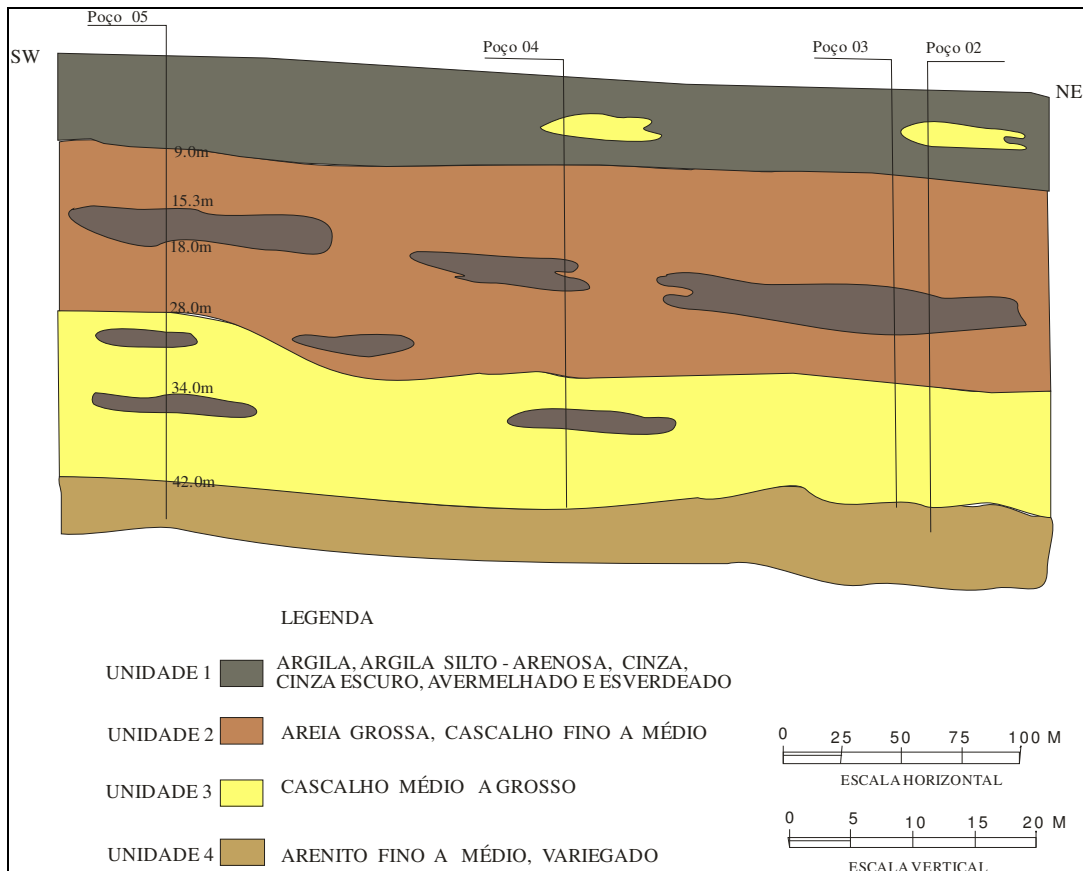 Poço 05
SW
Poço 04
Poço 03
Poço 02
NE
9.0m
15.3m
18.0m
28.0m
34.0m
42.0m
LEGENDA
UNIDADE 1
ARGILA, ARGILA SILTO - ARENOSA, CINZA,
CINZA ESCURO, AVERMELHADO E ESVERDEADO
UNIDADE 2
AREIA GROSSA, CASCALHO FINO A MÉDIO
UNIDADE 3
CASCALHO MÉDIO A GROSSO
UNIDADE 4
ARENITO FINO A MÉDIO, VARIEGADO
0 25 50 75 100 M
ESCALA HORIZONTAL
0 5 10 15 20 M
ESCALA VERTICAL